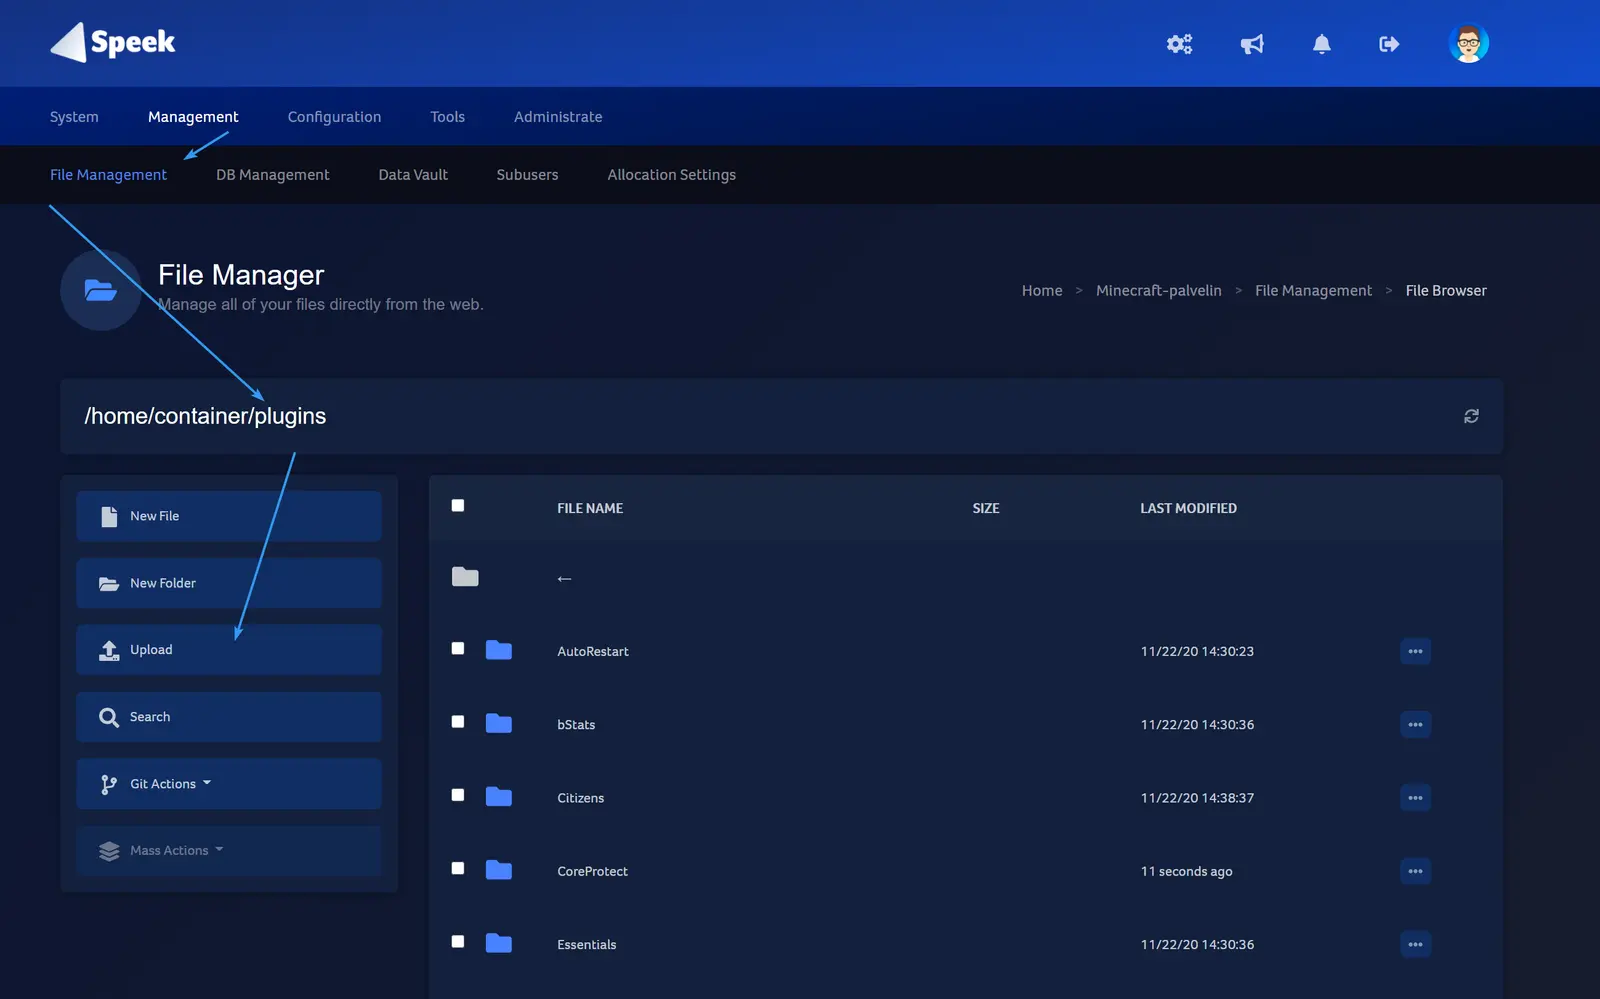 Speek
System Management Configuration Tools Administrate
File Management DB Management Data Vault Subusers Allocation Settings
File Manager
Manage all of your files directly from the web.
Home > Minecraft-palvelin > File Management > File Browser
/home/container/plugins
New File
New Folder
Upload
Search
Git Actions
Mass Actions
FILE NAME SIZE LAST MODIFIED
←
AutoRestart 11/22/20 14:30:23
bStats 11/22/20 14:30:36
Citizens 11/22/20 14:38:37
CoreProtect 11 seconds ago
Essentials 11/22/20 14:30:36